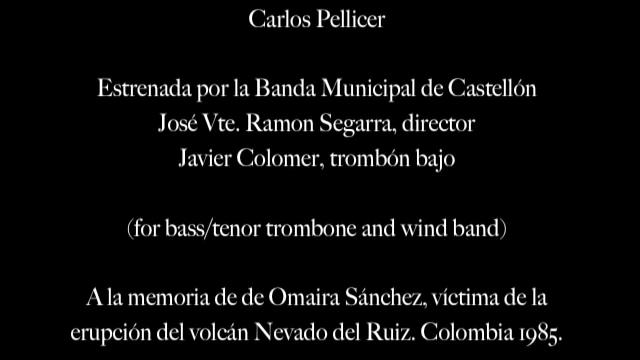 Carlos Pellicer
Estrenada por la Banda Municipal de Castellón
José Vte. Ramon Segarra, director
Javier Colomer, trombón bajo
(for bass/tenor trombone and wind band)
A la memoria de de Omaira Sánchez, víctima de la
erupción del volcán Nevado del Ruiz. Colombia 1985.